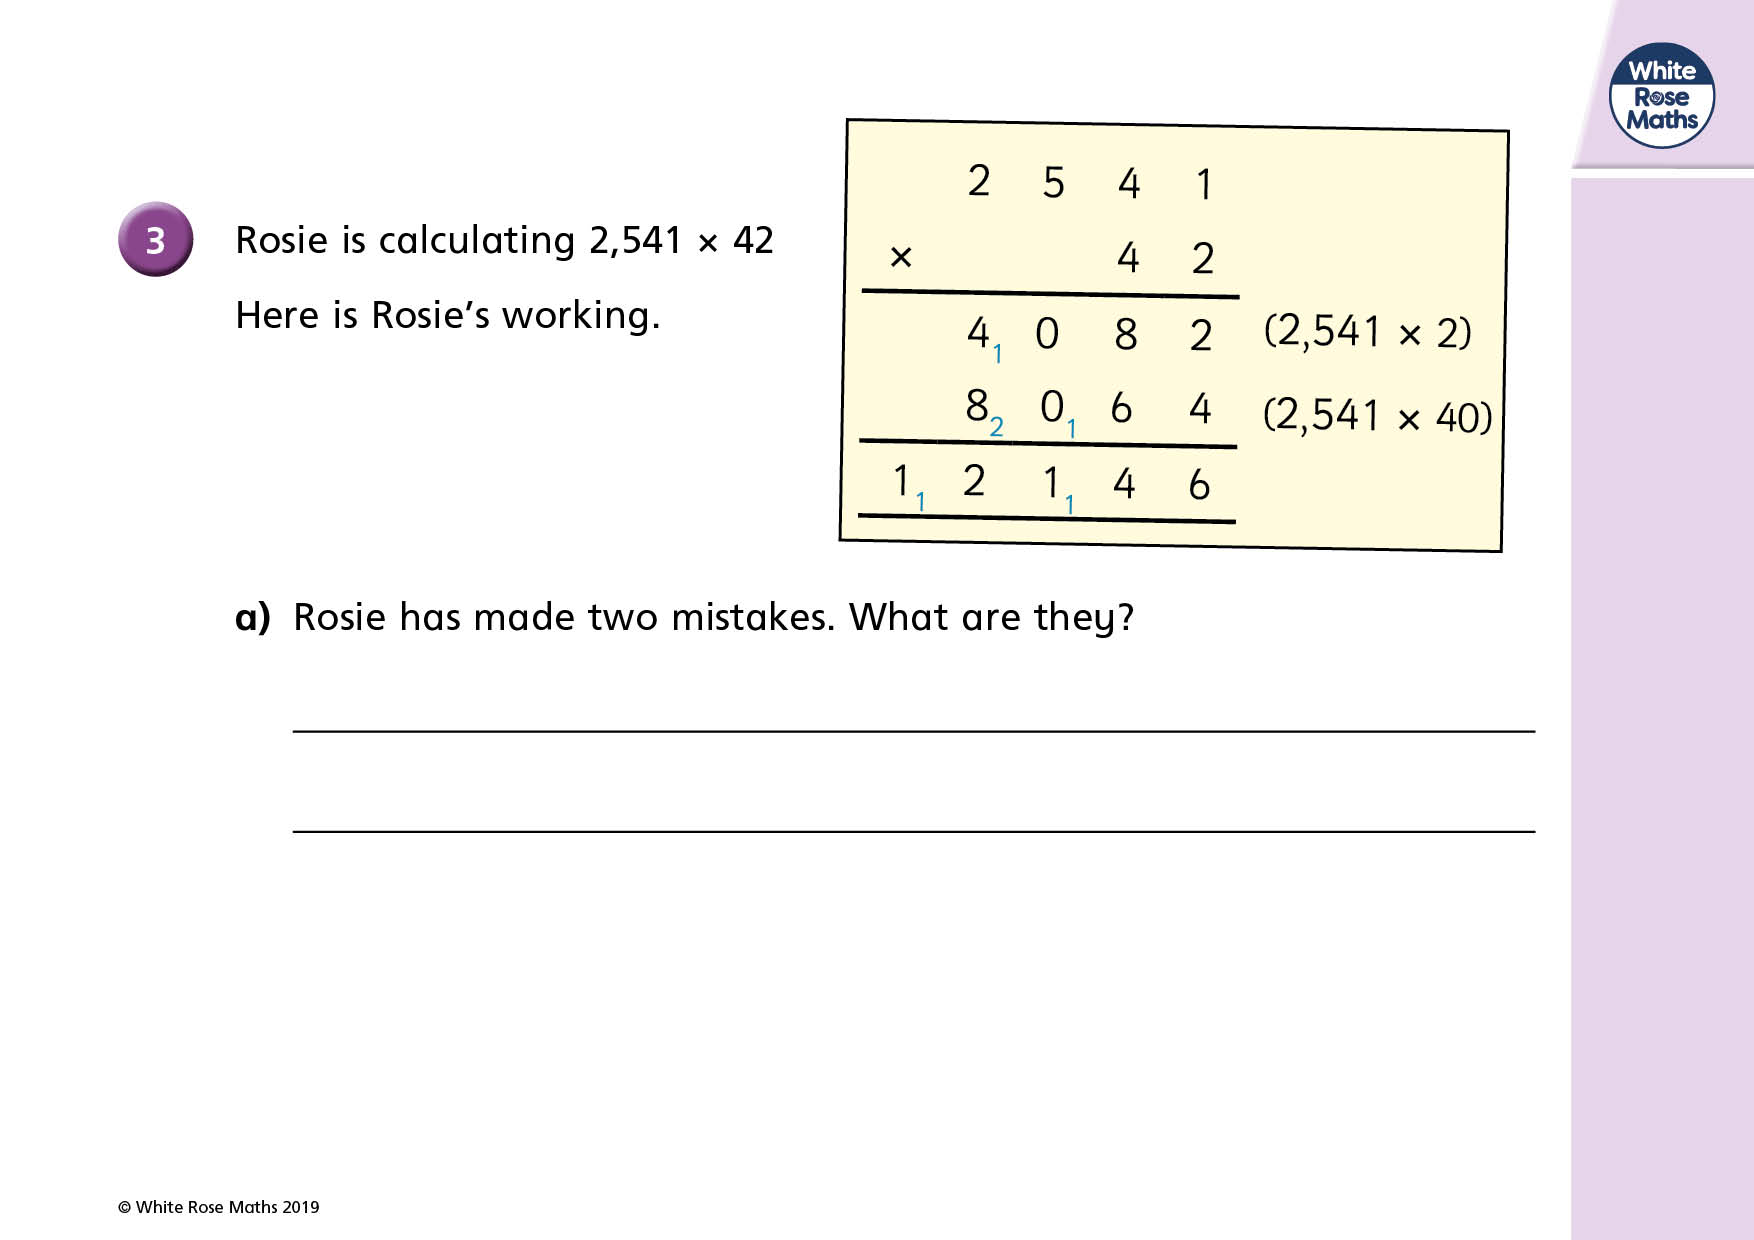 White
Rose
Maths
3 Rosie is calculating 2,541 × 42
Here is Rosie’s working.
2 5 4 1
× 4 2
4 1 0 8 2 (2,541 × 2)
8 2 0 1 6 4 (2,541 × 40)
1 1 2 1 1 4 6
a) Rosie has made two mistakes. What are they?
© White Rose Maths 2019